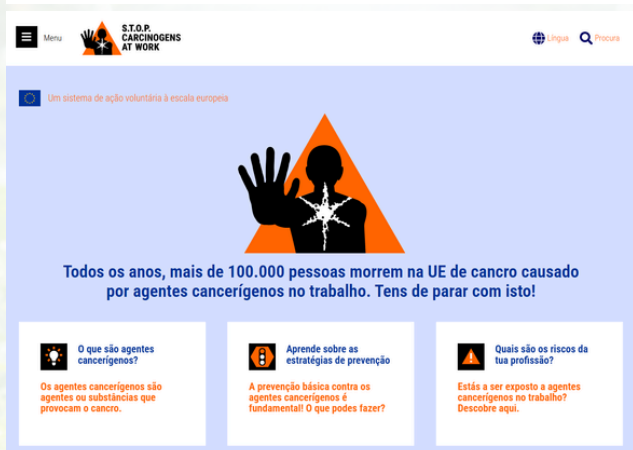 Menu
S.T.O.P.
CARCINOGENS
AT WORK
Língua
Procura
Um sistema de ação voluntária à escala europeia
Todos os anos, mais de 100.000 pessoas morrem na UE de cancro causado
por agentes cancerígenos no trabalho. Tens de parar com isto!
O que são agentes
cancerígenos?
Os agentes cancerígenos são
agentes ou substâncias que
provocam o cancro.
Aprende sobre as
estratégias de prevenção
A prevenção básica contra os
agentes cancerígenos é
fundamental! O que podes fazer?
Quais são os riscos da
tua profissão?
Estás a ser exposto a agentes
cancerígenos no trabalho?
Descobre aqui.